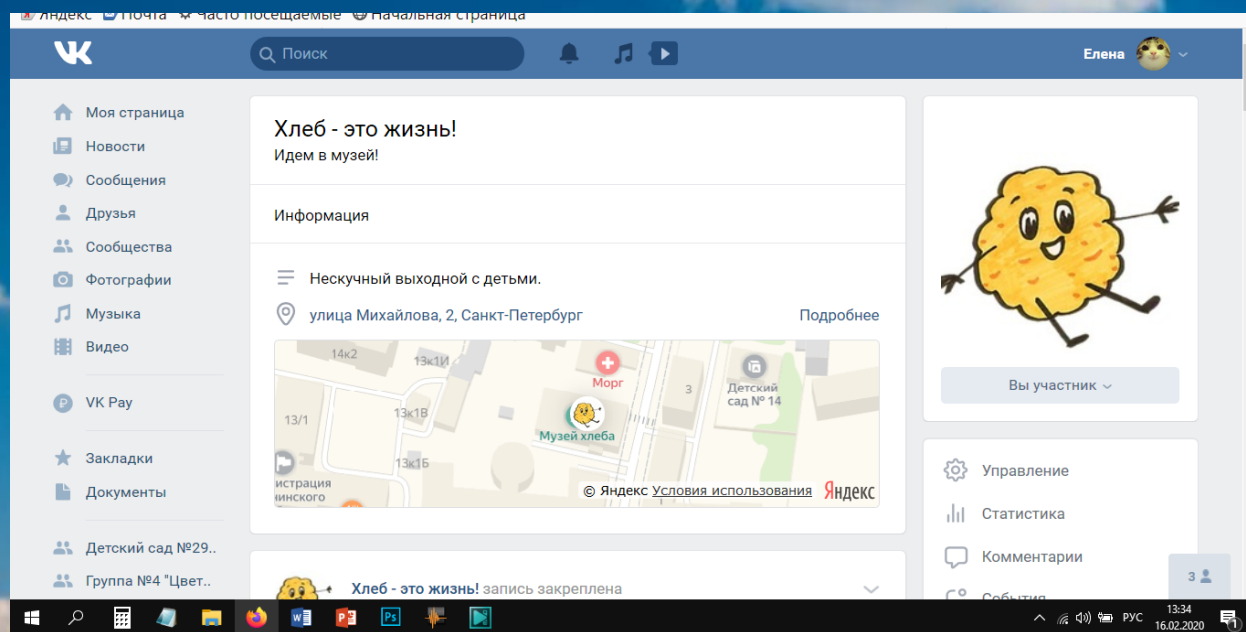 Яндекс Почта Часто посещаемые Начальная страница
Поиск
Елена
Моя страница
Новости
Сообщения
Друзья
Сообщества
Фотографии
Музыка
Видео
VK Pay
Закладки
Документы
Детский сад №29..
Группа №4 "Цвет..
Хлеб - это жизнь!
Идем в музей!
Информация
Нескучный выходной с детьми.
улица Михайлова, 2, Санкт-Петербург
Подробнее
14к2
13к1И
Морг
3
Детский
сад № 14
13/1
13к1В
Музей хлеба
13к1Б
истрация
нинского
© Яндекс Условия использования Яндекс
Хлеб - это жизнь! запись закреплена
Вы участник
Управление
Статистика
Комментарии
События
3
W P Ps
РУС
13:34
16.02.2020
1